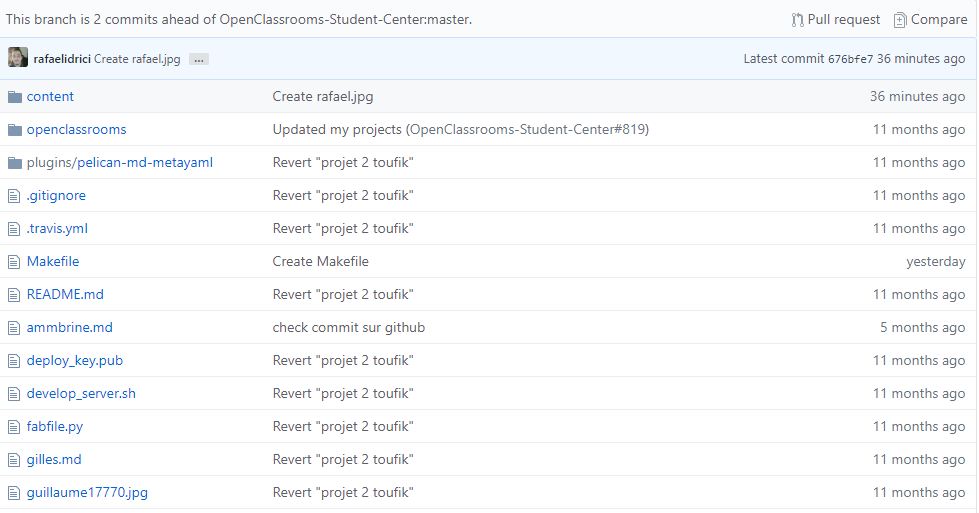 This branch is 2 commits ahead of OpenClassrooms-Student-Center:master. Pull request Compare
rafaelidrici Create rafael.jpg ... Latest commit 676bfe7 36 minutes ago
content Create rafael.jpg 36 minutes ago
openclassrooms Updated my projects (OpenClassrooms-Student-Center#819) 11 months ago
plugins/pelican-md-metayaml Revert "projet 2 toufik" 11 months ago
.gitignore Revert "projet 2 toufik" 11 months ago
.travis.yml Revert "projet 2 toufik" 11 months ago
Makefile Create Makefile yesterday
README.md Revert "projet 2 toufik" 11 months ago
ammbrine.md check commit sur github 5 months ago
deploy_key.pub Revert "projet 2 toufik" 11 months ago
develop_server.sh Revert "projet 2 toufik" 11 months ago
fabfile.py Revert "projet 2 toufik" 11 months ago
gilles.md Revert "projet 2 toufik" 11 months ago
guillaume17770.jpg Revert "projet 2 toufik" 11 months ago